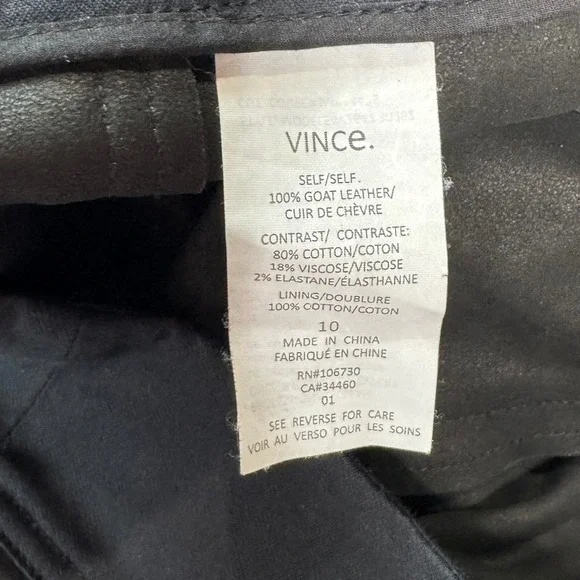 VINCe.
SELF/SELF.
100% GOAT LEATHER/
CUIR DE CHÈVRE
CONTRAST/ CONTRASTE:
80% COTTON/COTON
18% VISCOSE/VISCOSE
2% ELASTANE/ÉLASTHANNE
LINING/DOUBLURE
100% COTTON/COTON
10
MADE IN CHINA
FABRIQUÉ EN CHINE
RN#106730
CA#34460
01
SEE REVERSE FOR CARE
VOIR AU VERSO POUR LES SOINS